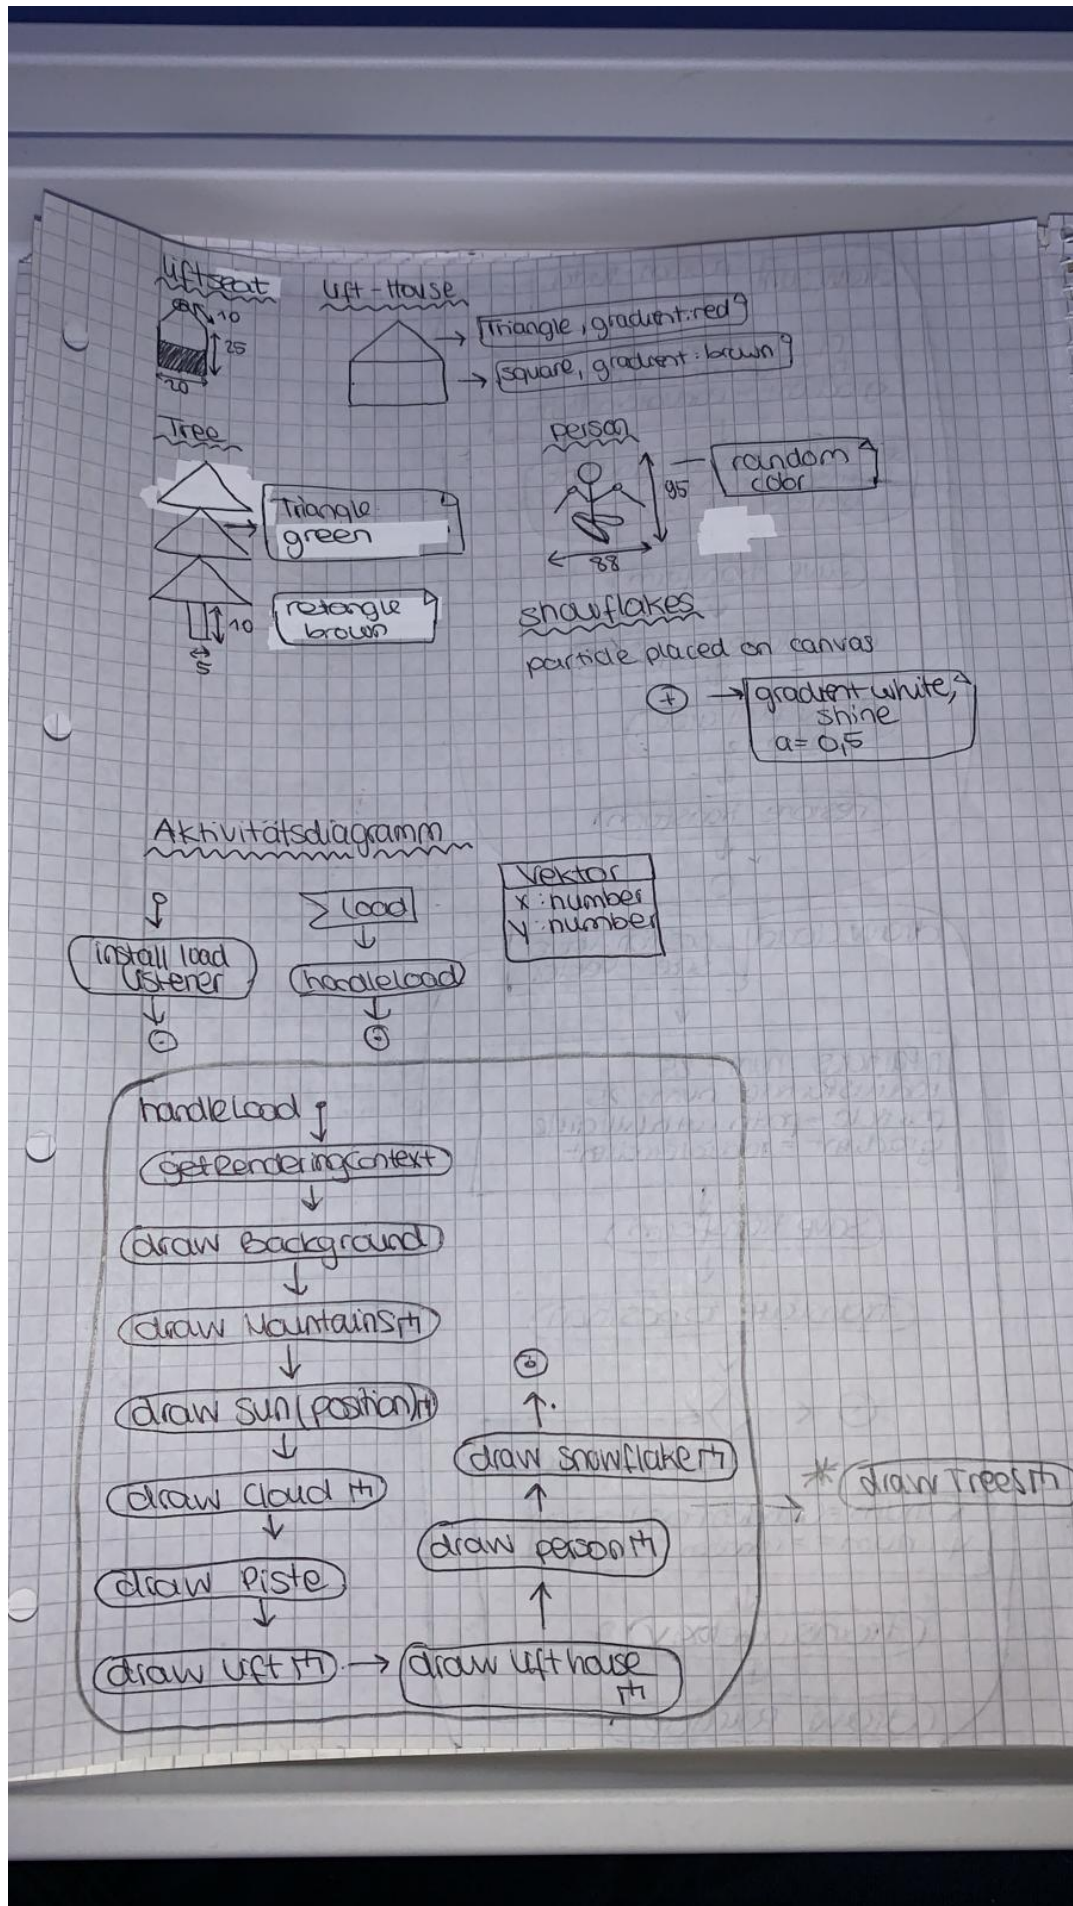 liftseat
10
25
20
Lift-House
Triangle, gradient:red
square, gradient:brown
Tree
Triangle
green
retangle
brown
10
5
person
95
88
random
color
snowflakes
particle placed on canvas
gradient white,
shine
a= 0,5
Aktivitätsdiagramm
install load
listener
load
handleload
Vektor
x:number
y:number
handleLoad
getRenderingContext
draw Background
draw Mountains
draw sun(position)
draw Cloud
draw Piste
draw Lift
draw Lifthouse
draw person
draw snowflake
* draw Trees